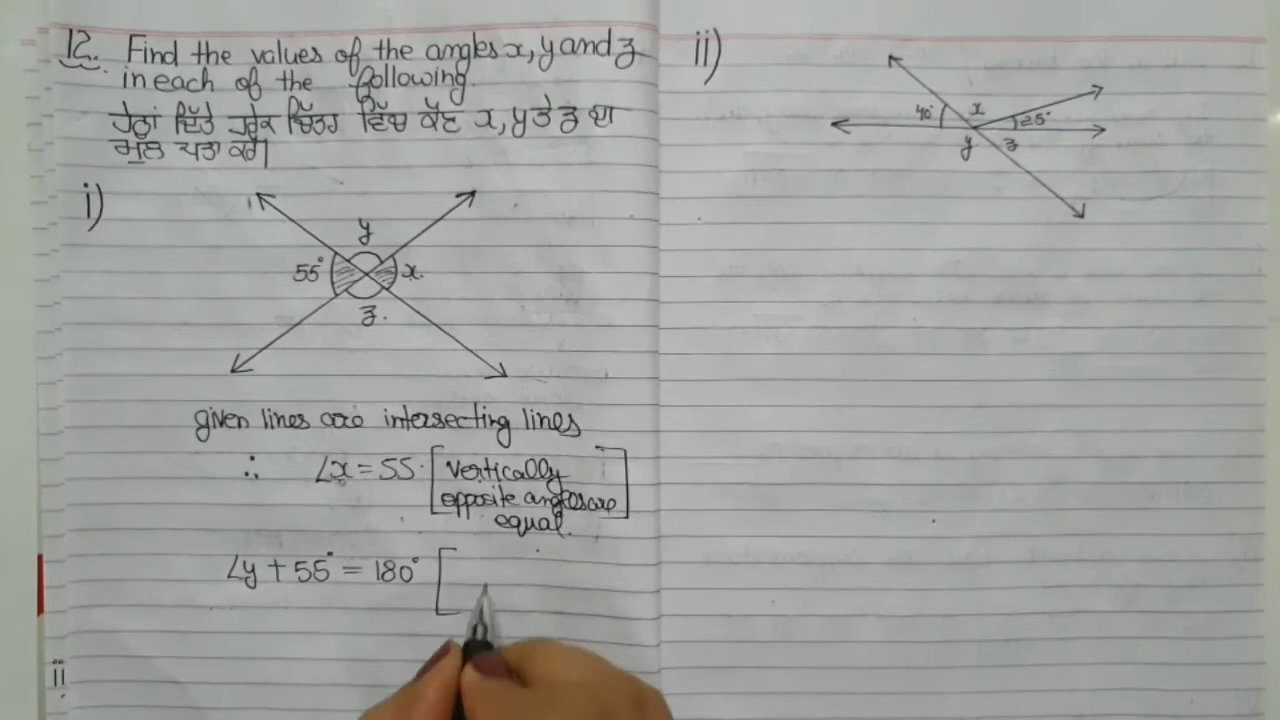 12. Find the values of the angles x, y and z
in each of the following.
ਹੇਠਾਂ ਦਿੱਤੇ ਹਰੇਕ ਚਿੱਤਰ ਵਿੱਚ ਕੋਣ x, y ਤੇ z ਦਾ
ਮੁੱਲ ਪਤਾ ਕਰੋ।
i)
y
55° x.
z.
given lines are intersecting lines
∴ ∠x = 55° [vertically
opposite angles are
equal.]
∠y + 55° = 180° [
ii
ii)
40° x 25°
y z